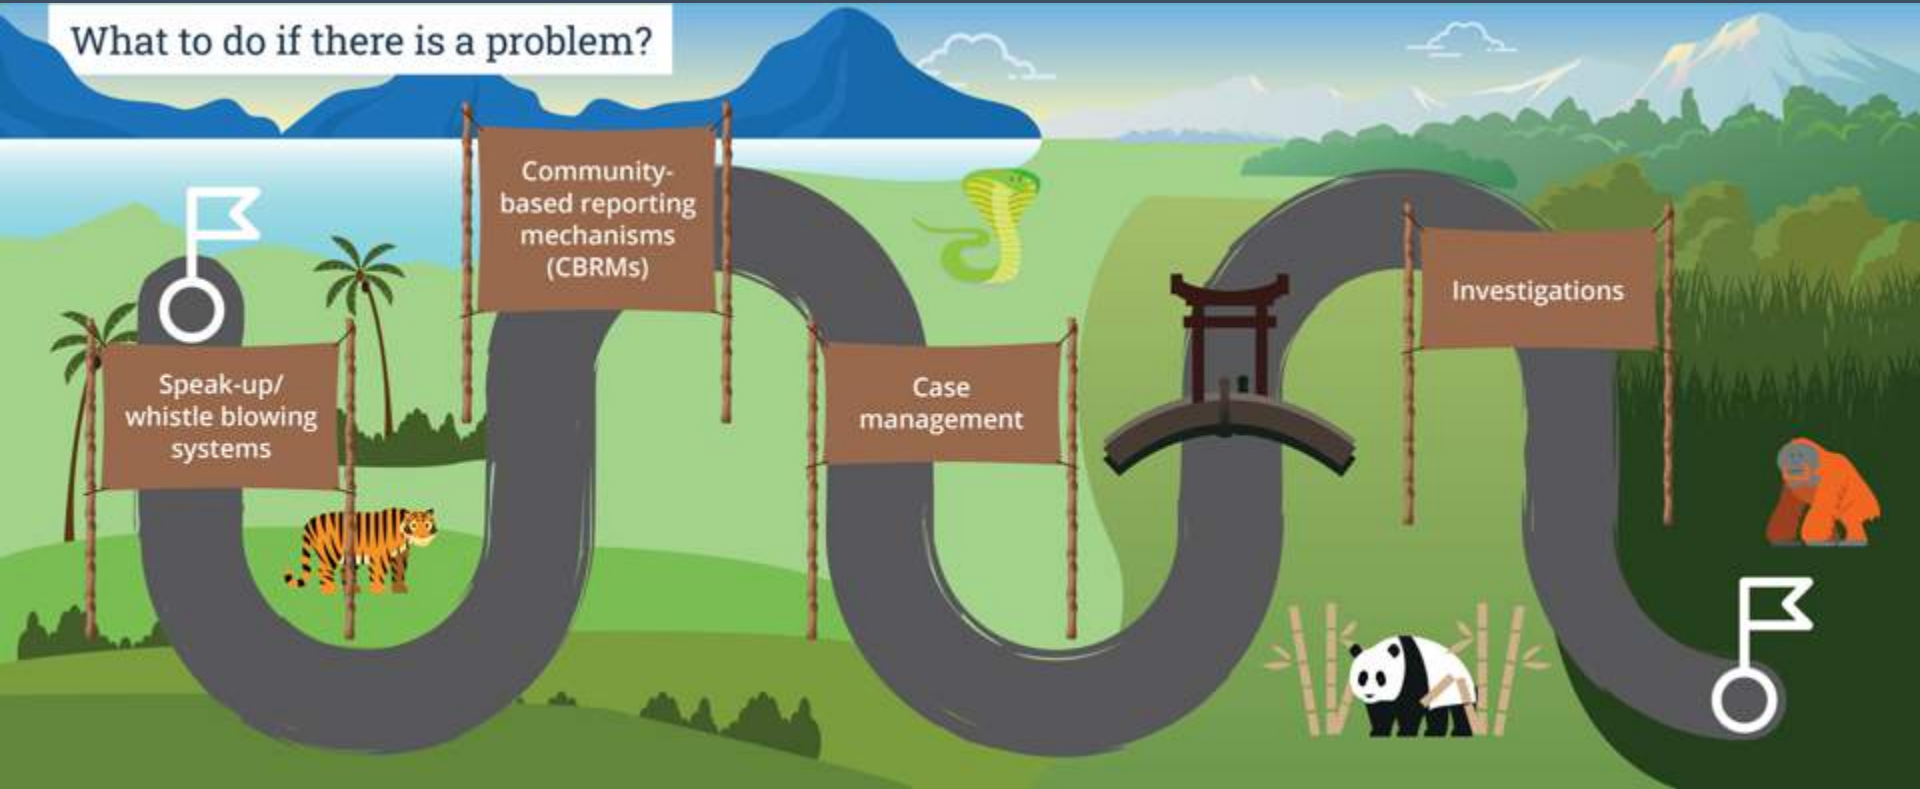 What to do if there is a problem?
Community-
based reporting
mechanisms
(CBRMs)
Investigations
Speak-up/
whistle blowing
systems
Case
management